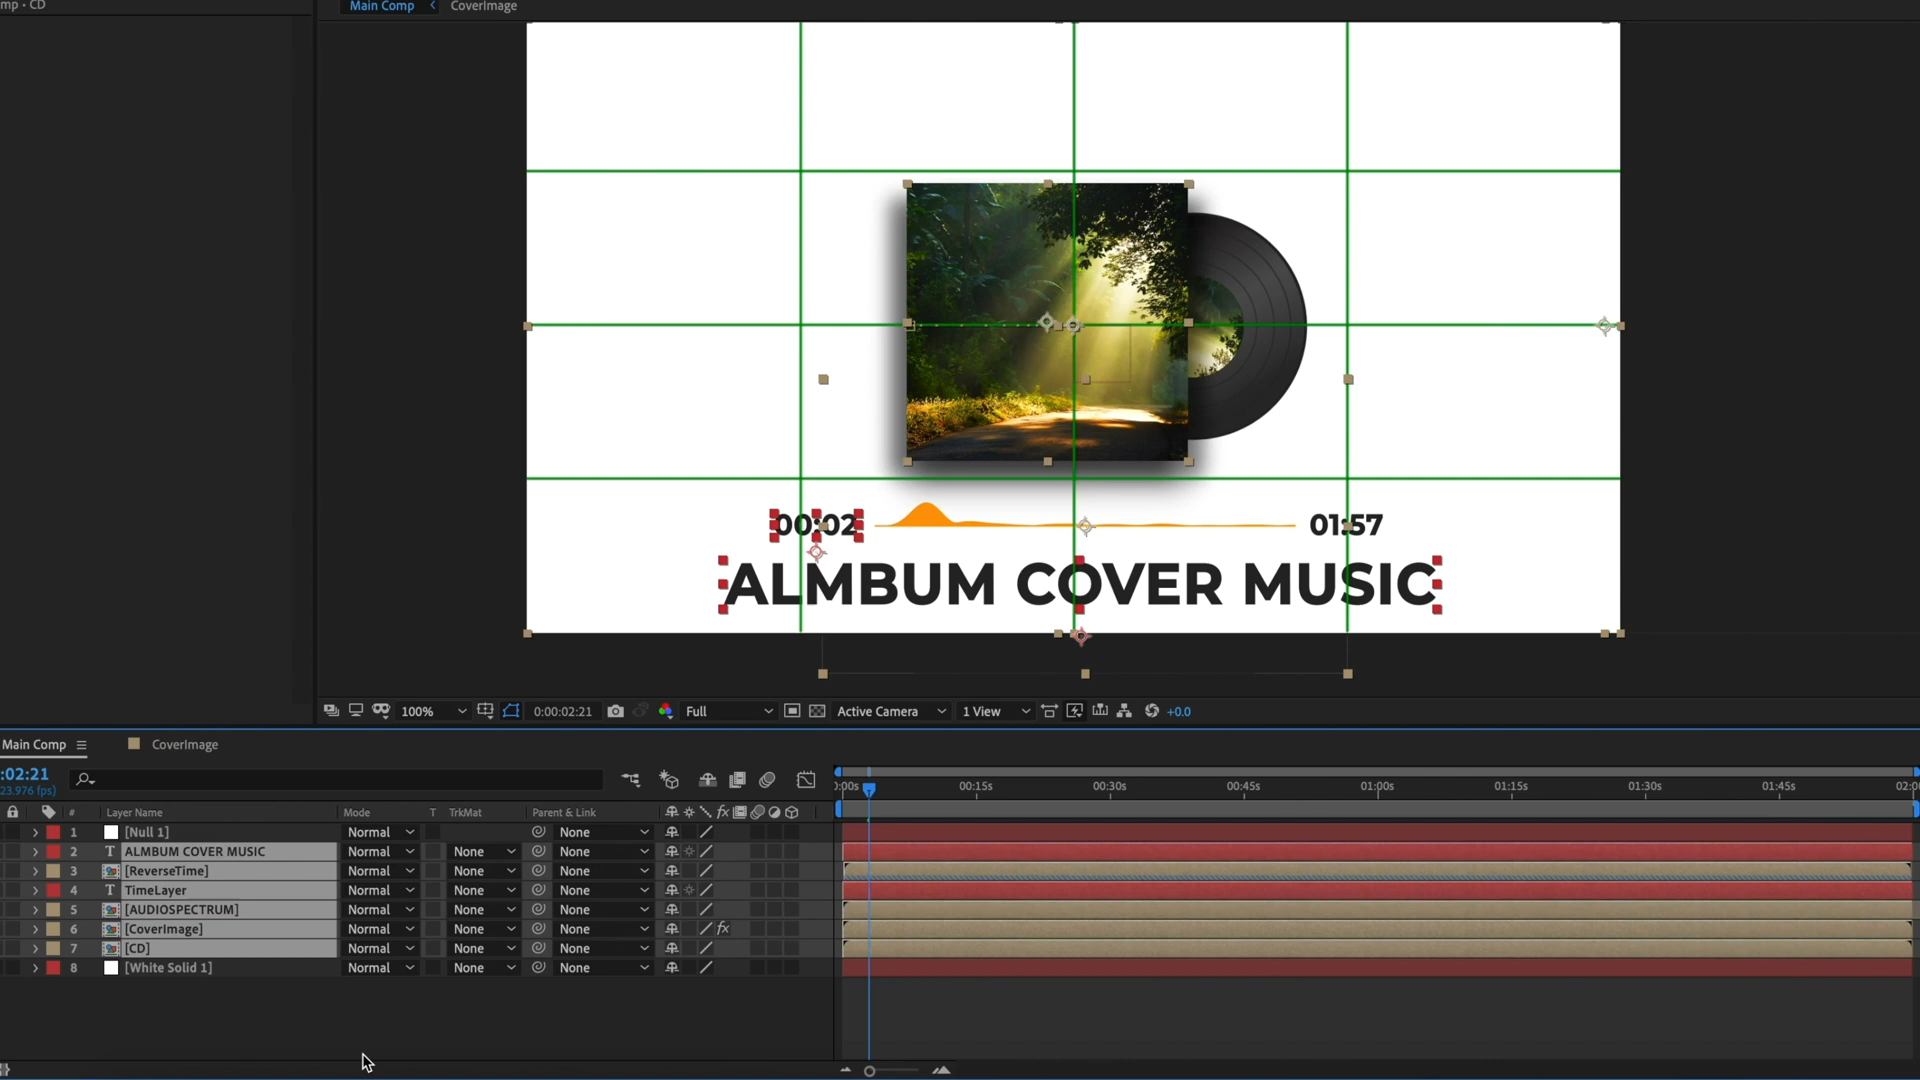 mp • CD
Main Comp < CoverImage
00:02
01:57
ALMBUM COVER MUSIC
100%
0:00:02:21
Full
Active Camera
1 View
+0.0
Main Comp
CoverImage
:02:21
23.976 fps)
:00s 00:15s 00:30s 00:45s 01:00s 01:15s 01:30s 01:45s 02:0
# Layer Name Mode T TrkMat Parent & Link fx
1 [Null 1] Normal None
2 T ALMBUM COVER MUSIC Normal None None
3 [ReverseTime] Normal None None
4 T TimeLayer Normal None None
5 [AUDIOSPECTRUM] Normal None None
6 [CoverImage] Normal None None fx
7 [CD] Normal None None
8 [White Solid 1] Normal None None